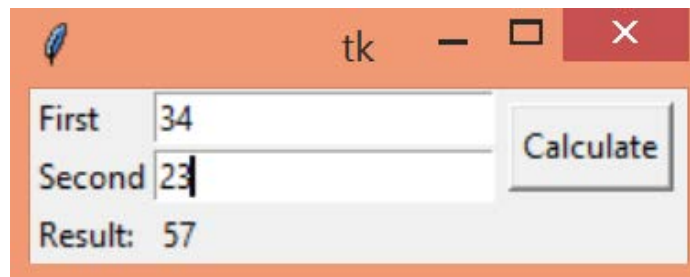 tk
First 34
Second 23
Calculate
Result: 57